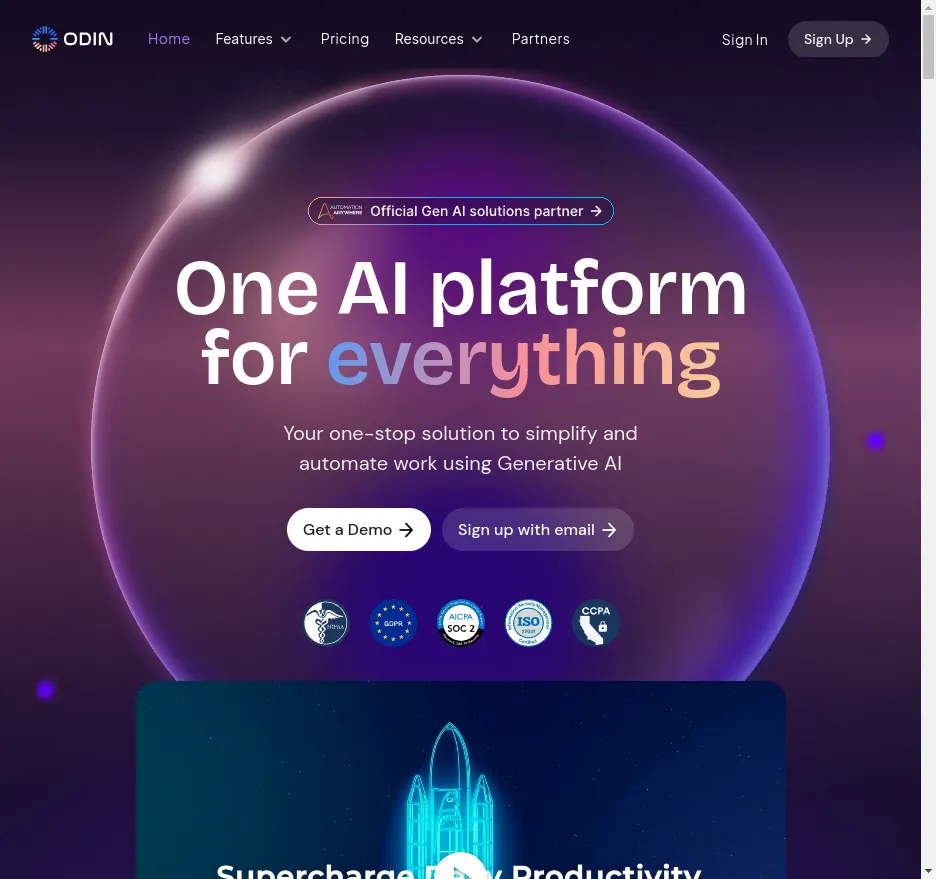 ODIN Home Features Pricing Resources Partners Sign In Sign Up
AUTOMATION
ANYWHERE
Official Gen AI solutions partner
One AI platform
for everything
Your one-stop solution to simplify and
automate work using Generative AI
Get a Demo Sign up with email
GDPR
AICPA
SOC 2
ISO
27001
CCPA
Supercharge Productivity